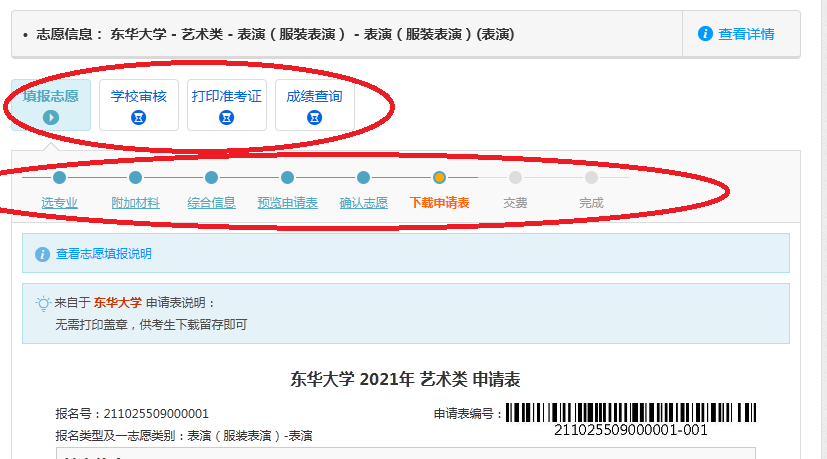 • 志愿信息： 东华大学 - 艺术类 - 表演（服装表演） - 表演（服装表演）(表演)
查看详情
填报志愿 学校审核 打印准考证 成绩查询
选专业 附加材料 综合信息 预览申请表 确认志愿 下载申请表 交费 完成
查看志愿填报说明
来自于 东华大学 申请表说明：
无需打印盖章，供考生下载留存即可
东华大学 2021年 艺术类 申请表
报名号：211025509000001 申请表编号：
211025509000001-001
报名类型及一志愿类别：表演（服装表演）-表演